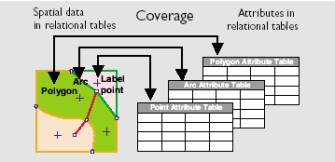 Spatial data
in relational tables
Coverage
Attributes in
relational tables
Polygon Attribute Table
Arc Attribute Table
Point Attribute Table
Arc
Label
point
Polygon